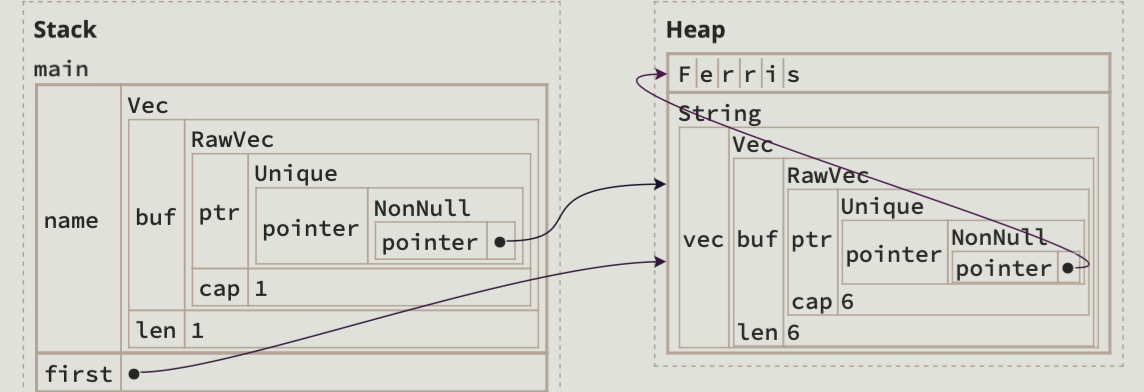 Stack
main
name
Vec
buf
RawVec
ptr
Unique
pointer
NonNull
pointer
cap 1
len 1
first
Heap
Ferris
String
vec
Vec
buf
RawVec
ptr
Unique
pointer
NonNull
pointer
cap 6
len 6